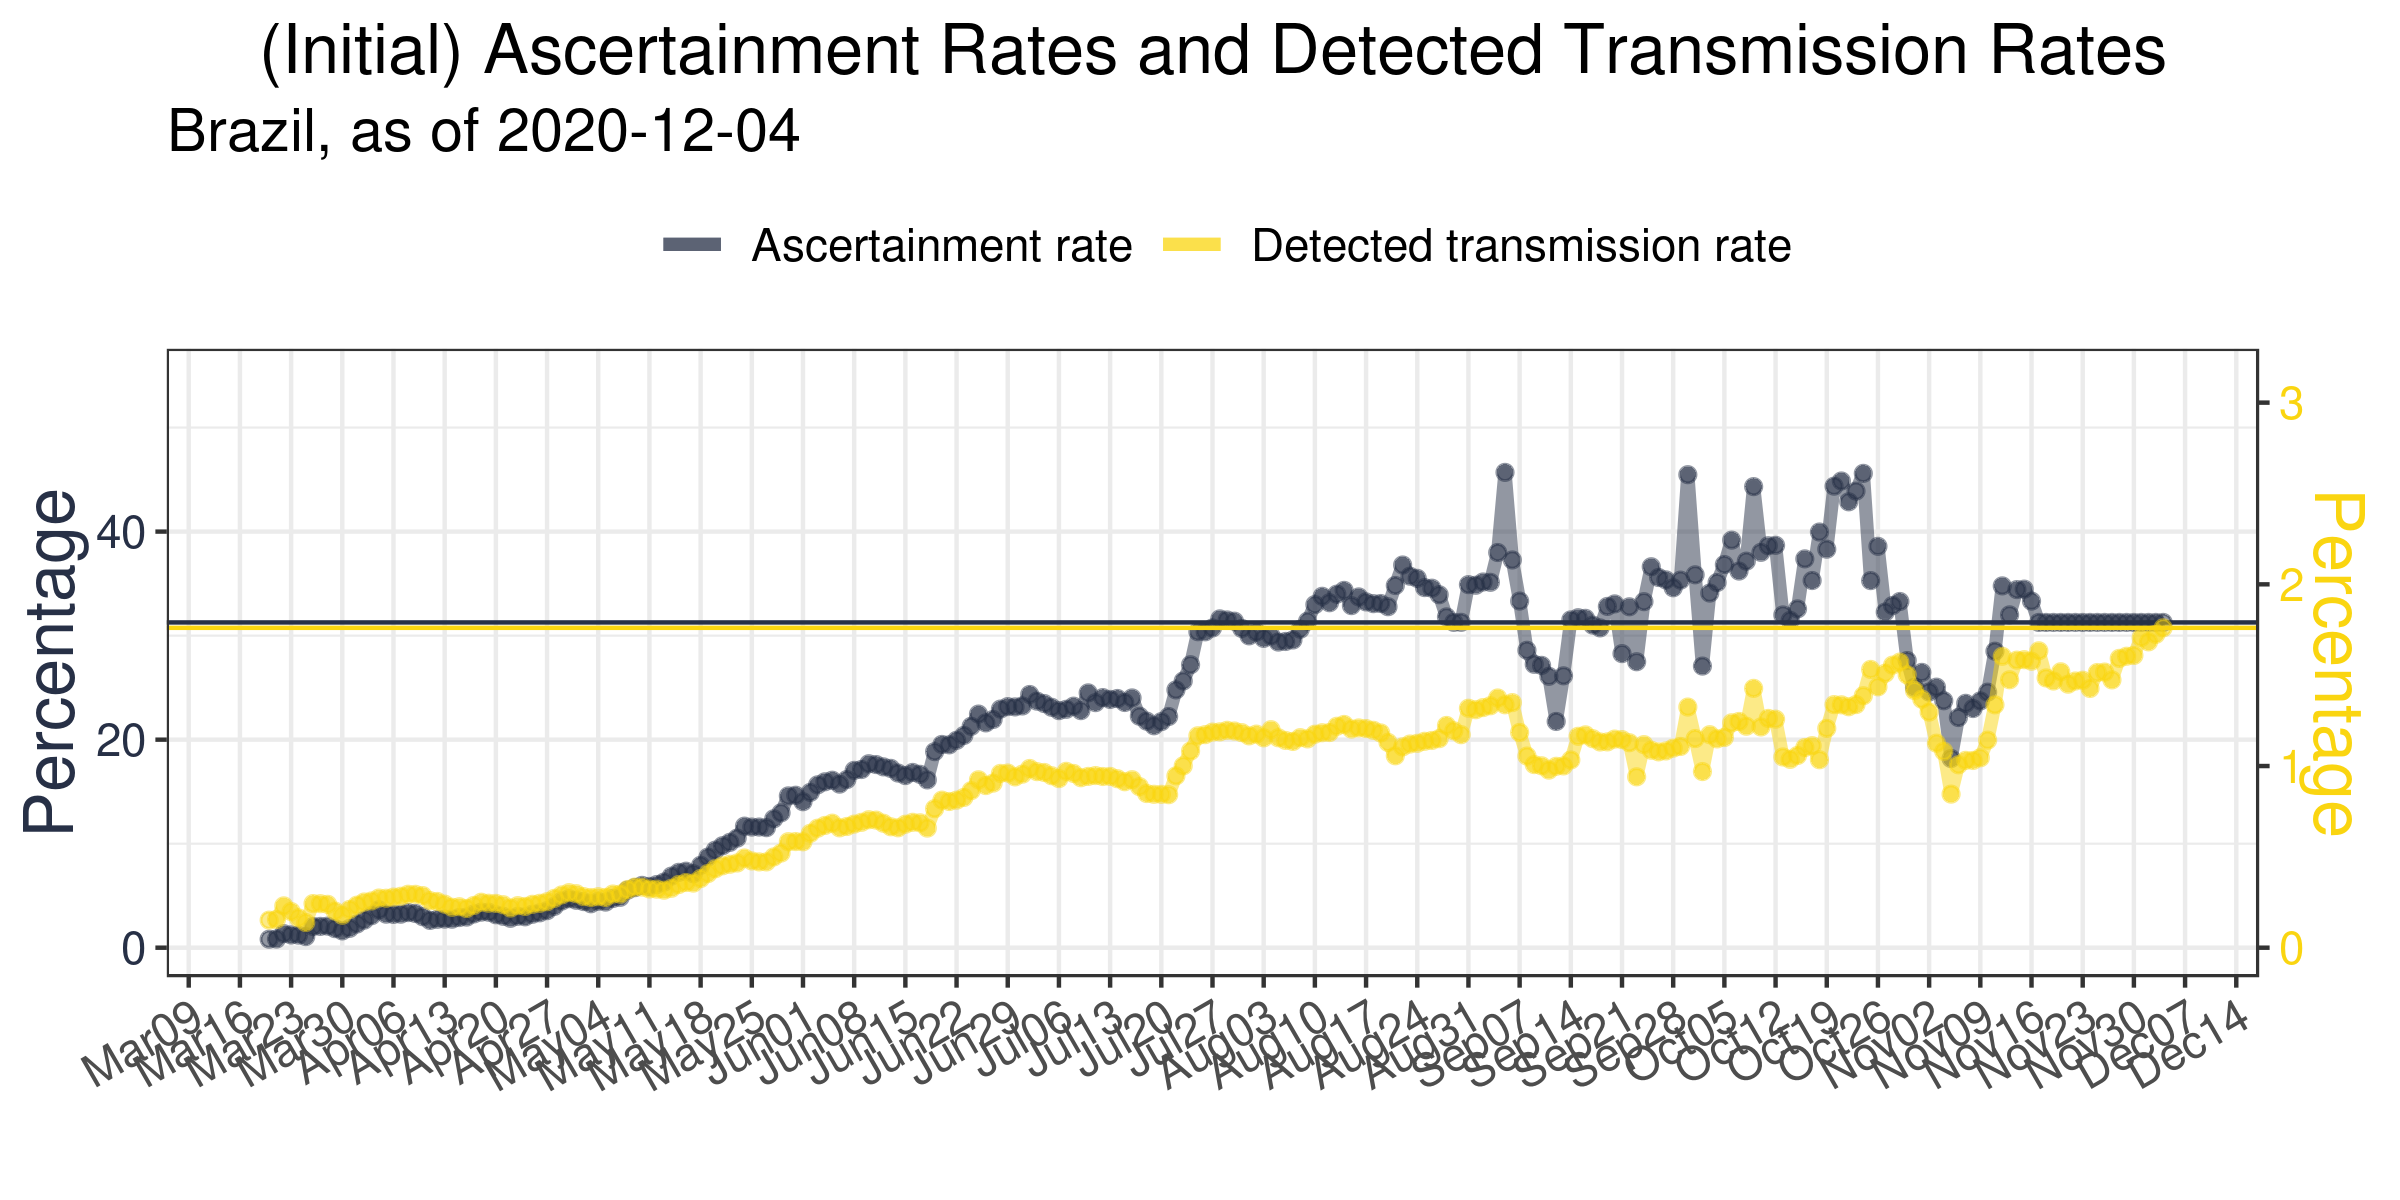 (Initial) Ascertainment Rates and Detected Transmission Rates
Brazil, as of 2020-12-04
Ascertainment rate
Detected transmission rate
Percentage
40
20
0
3
2
1
0
Percentage
Mar09
Mar16
Mar23
Mar30
Apr06
Apr13
Apr20
Apr27
May04
May11
May18
May25
Jun01
Jun08
Jun15
Jun22
Jun29
Jul06
Jul13
Jul20
Jul27
Aug03
Aug10
Aug17
Aug24
Aug31
Sep07
Sep14
Sep21
Sep28
Oct05
Oct12
Oct19
Oct26
Nov02
Nov09
Nov16
Nov23
Nov30
Dec07
Dec14